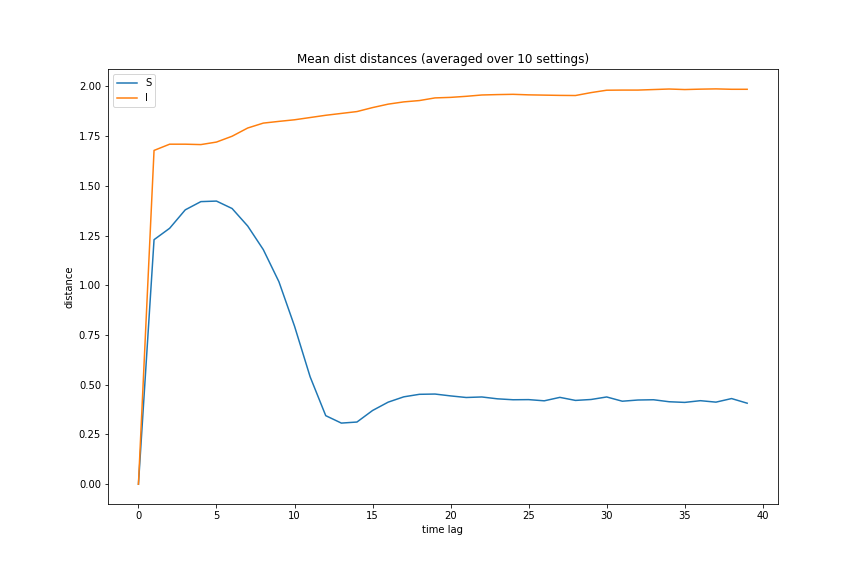 Mean dist distances (averaged over 10 settings)
S
I
2.00
1.75
1.50
1.25
1.00
0.75
0.50
0.25
0.00
distance
0 5 10 15 20 25 30 35 40
time lag